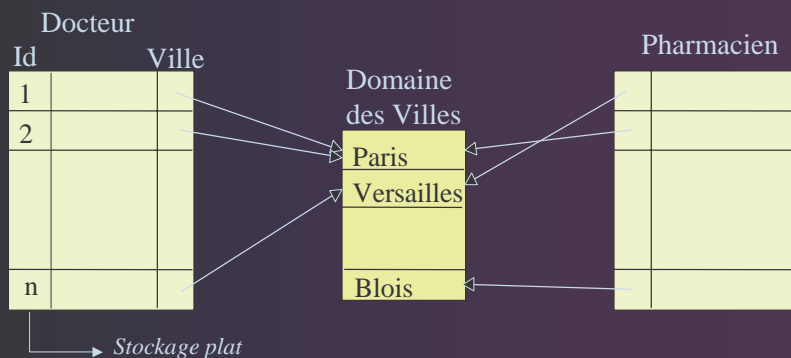 Docteur
Id
Ville
1
2
n
Stockage plat
Domaine
des Villes
Paris
Versailles
Blois
Pharmacien